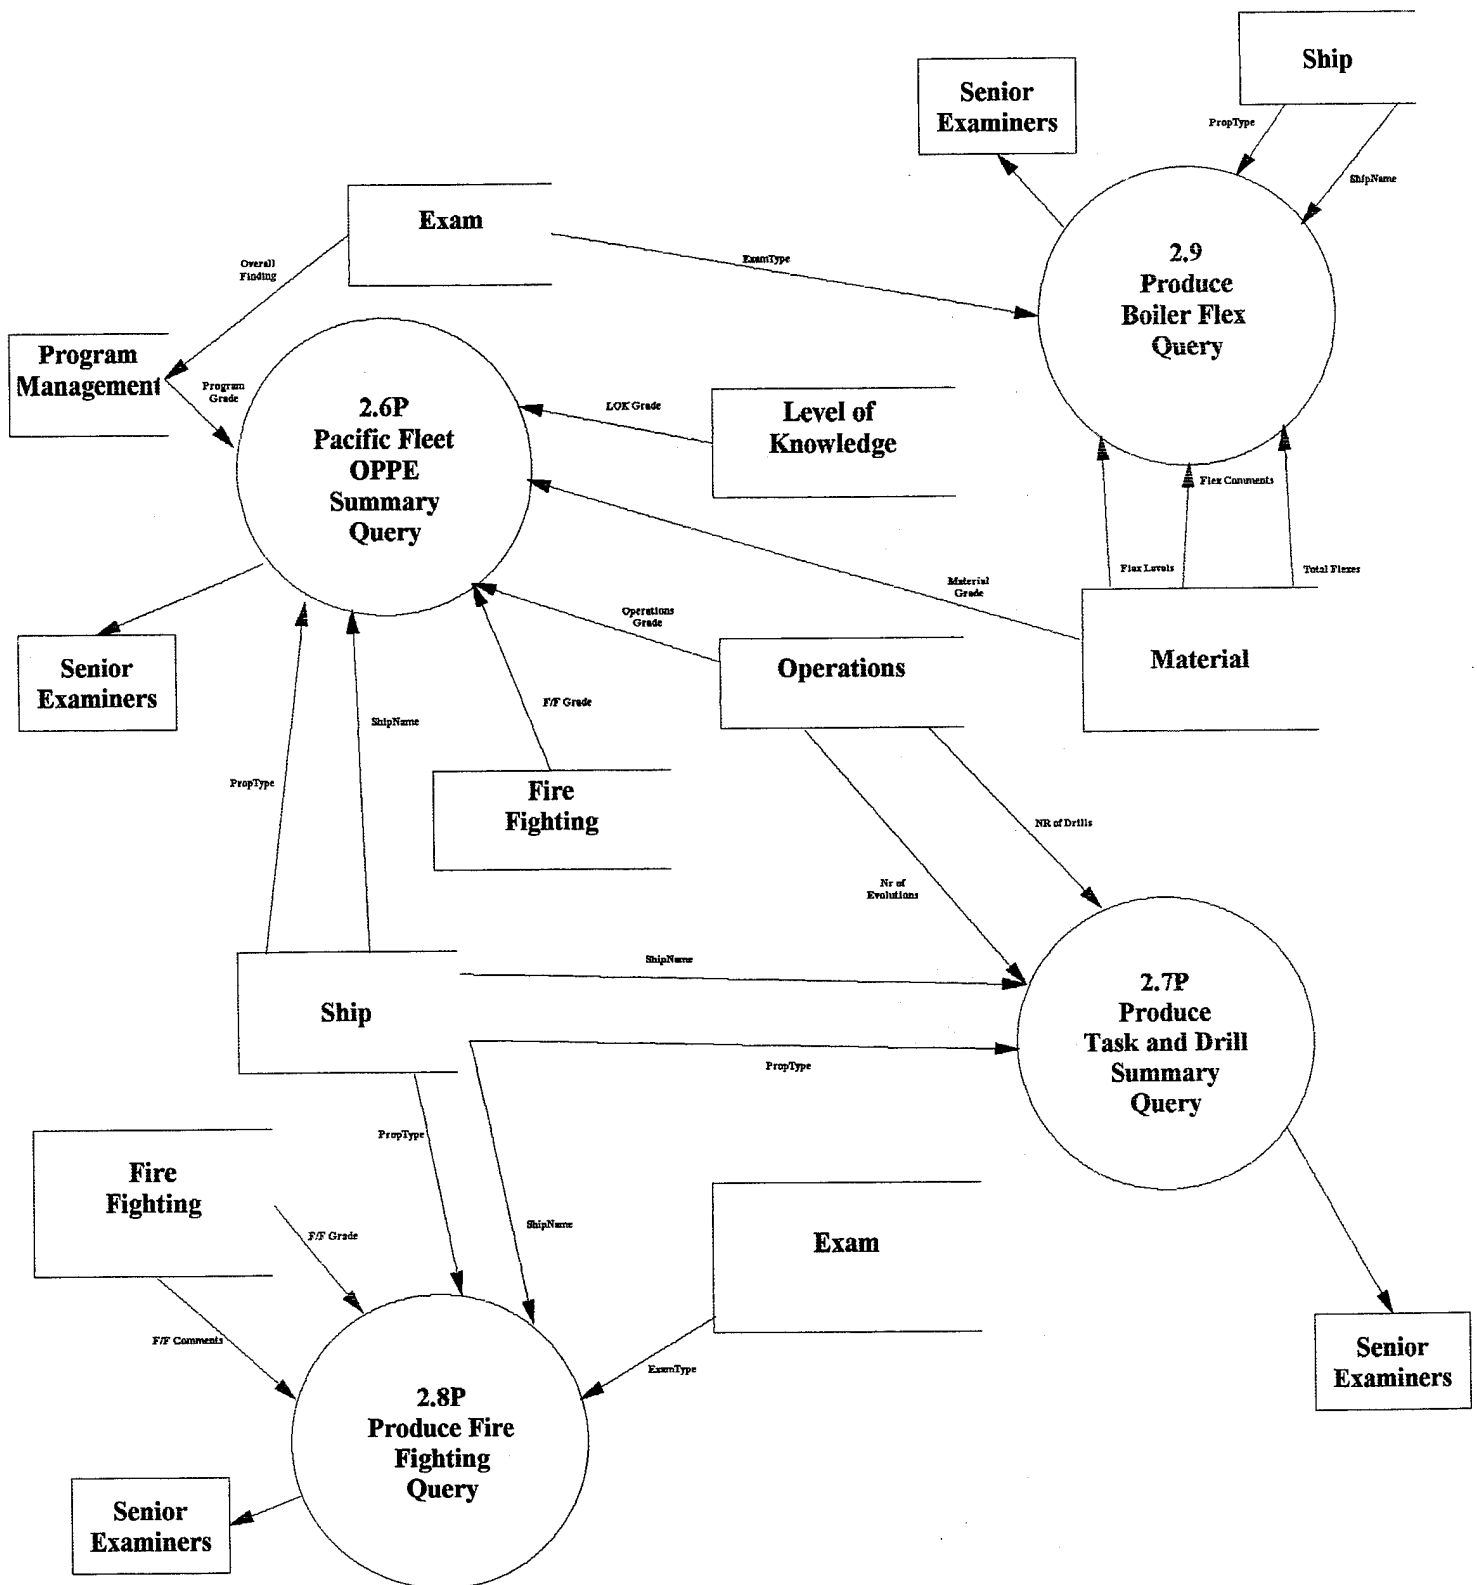 Ship
Senior
Examiners
PropType
ShipName
Exam
2.9
Produce
Boiler Flex
Query
Overall
Finding
ExamType
Program
Management
Program
Grade
2.6P
Pacific Fleet
OPPE
Summary
Query
LOK Grade
Level of
Knowledge
Flex Comments
Flex Levels
Total Flexes
Material
Grade
Material
Operations
Grade
Operations
Senior
Examiners
ShipName
F/F Grade
PropType
Fire
Fighting
NR of Drills
Nr of
Evolutions
ShipName
Ship
2.7P
Produce
Task and Drill
Summary
Query
PropType
PropType
Fire
Fighting
F/F Grade
ShipName
Exam
F/F Comments
ExamType
Senior
Examiners
2.8P
Produce Fire
Fighting
Query
Senior
Examiners